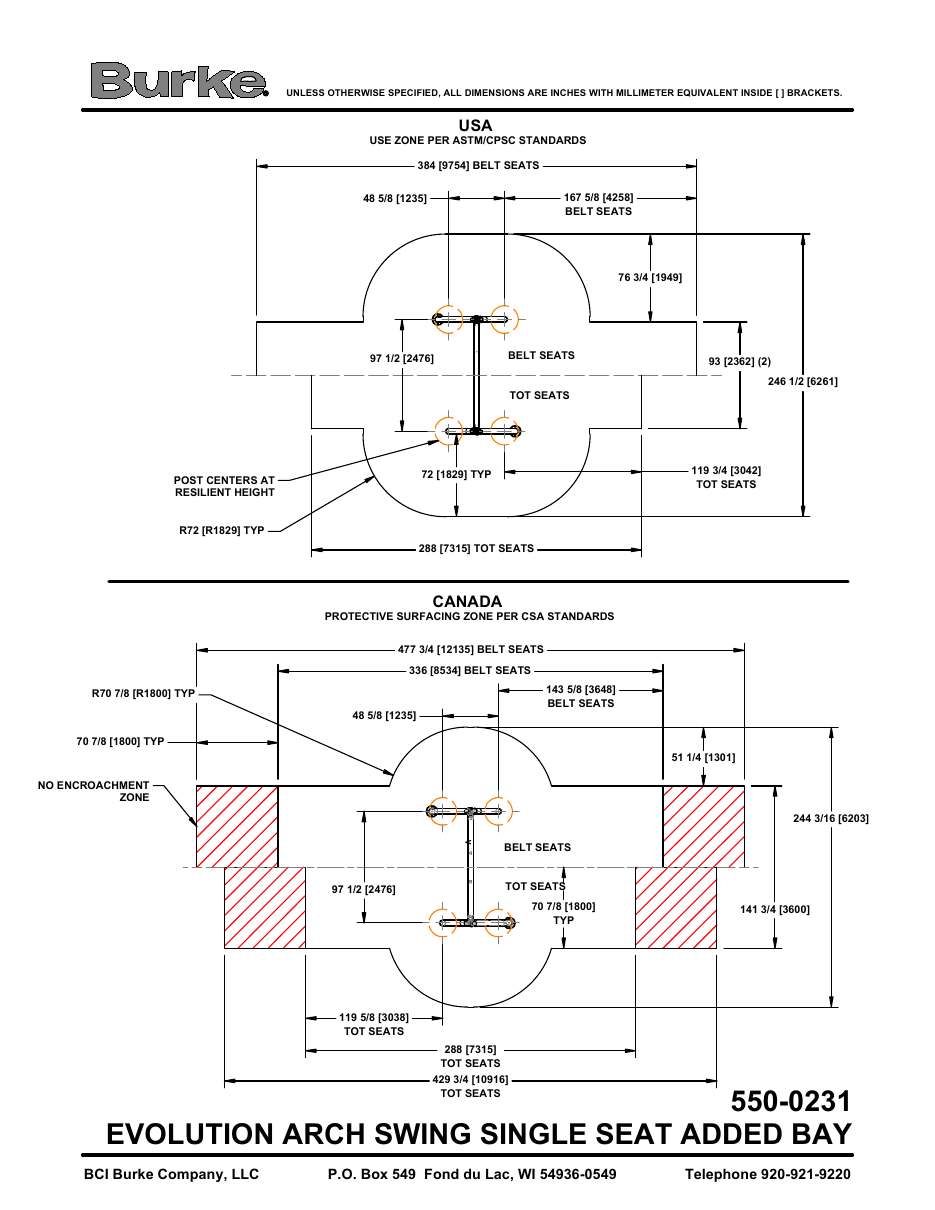 Burke
UNLESS OTHERWISE SPECIFIED, ALL DIMENSIONS ARE INCHES WITH MILLIMETER EQUIVALENT INSIDE [ ] BRACKETS.
USA
USE ZONE PER ASTM/CPSC STANDARDS
384 [9754] BELT SEATS
48 5/8 [1235]
167 5/8 [4258]
BELT SEATS
76 3/4 [1949]
97 1/2 [2476]
BELT SEATS
93 [2362] (2)
246 1/2 [6261]
TOT SEATS
72 [1829] TYP
119 3/4 [3042]
TOT SEATS
POST CENTERS AT
RESILIENT HEIGHT
R72 [R1829] TYP
288 [7315] TOT SEATS
CANADA
PROTECTIVE SURFACING ZONE PER CSA STANDARDS
477 3/4 [12135] BELT SEATS
336 [8534] BELT SEATS
R70 7/8 [R1800] TYP
143 5/8 [3648]
BELT SEATS
48 5/8 [1235]
70 7/8 [1800] TYP
51 1/4 [1301]
NO ENCROACHMENT
ZONE
244 3/16 [6203]
BELT SEATS
97 1/2 [2476]
TOT SEATS
70 7/8 [1800]
TYP
141 3/4 [3600]
119 5/8 [3038]
TOT SEATS
288 [7315]
TOT SEATS
429 3/4 [10916]
TOT SEATS
550-0231
EVOLUTION ARCH SWING SINGLE SEAT ADDED BAY
BCI Burke Company, LLC P.O. Box 549 Fond du Lac, WI 54936-0549 Telephone 920-921-9220